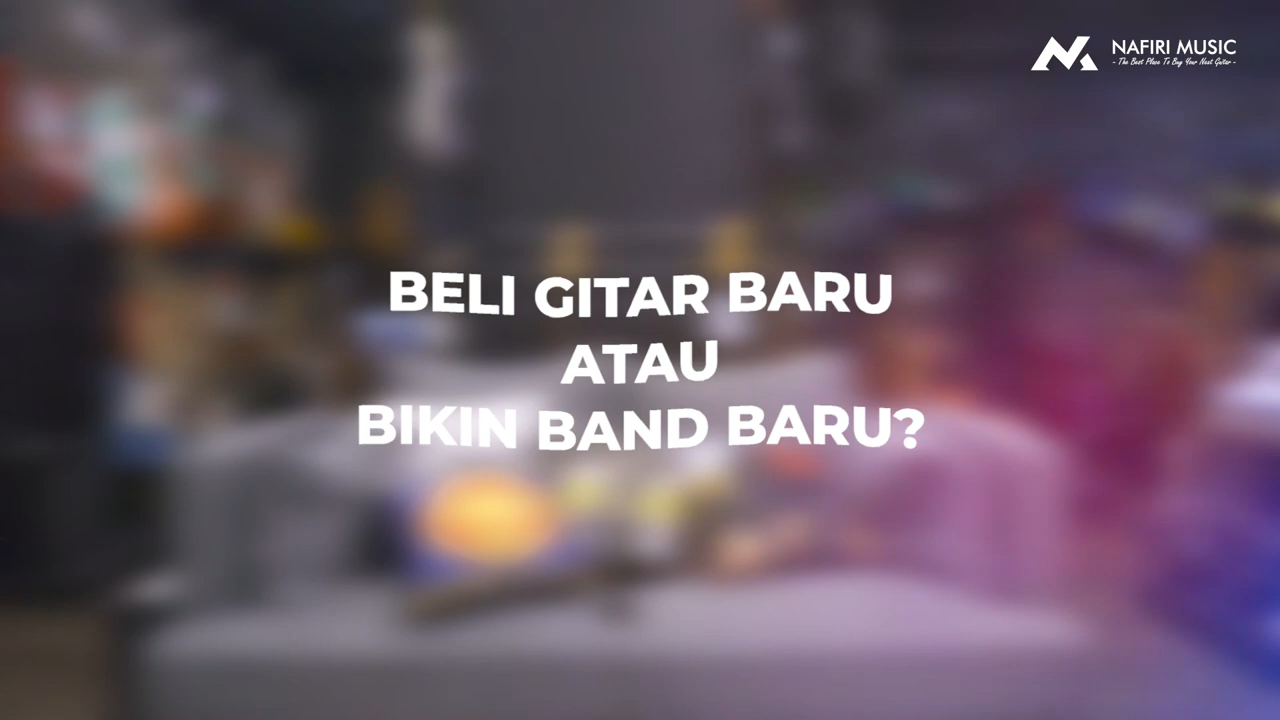 NAFIRI MUSIC
- The Best Place To Buy Your Next Guitar -
BELI GITAR BARU
ATAU
BIKIN BAND BARU?